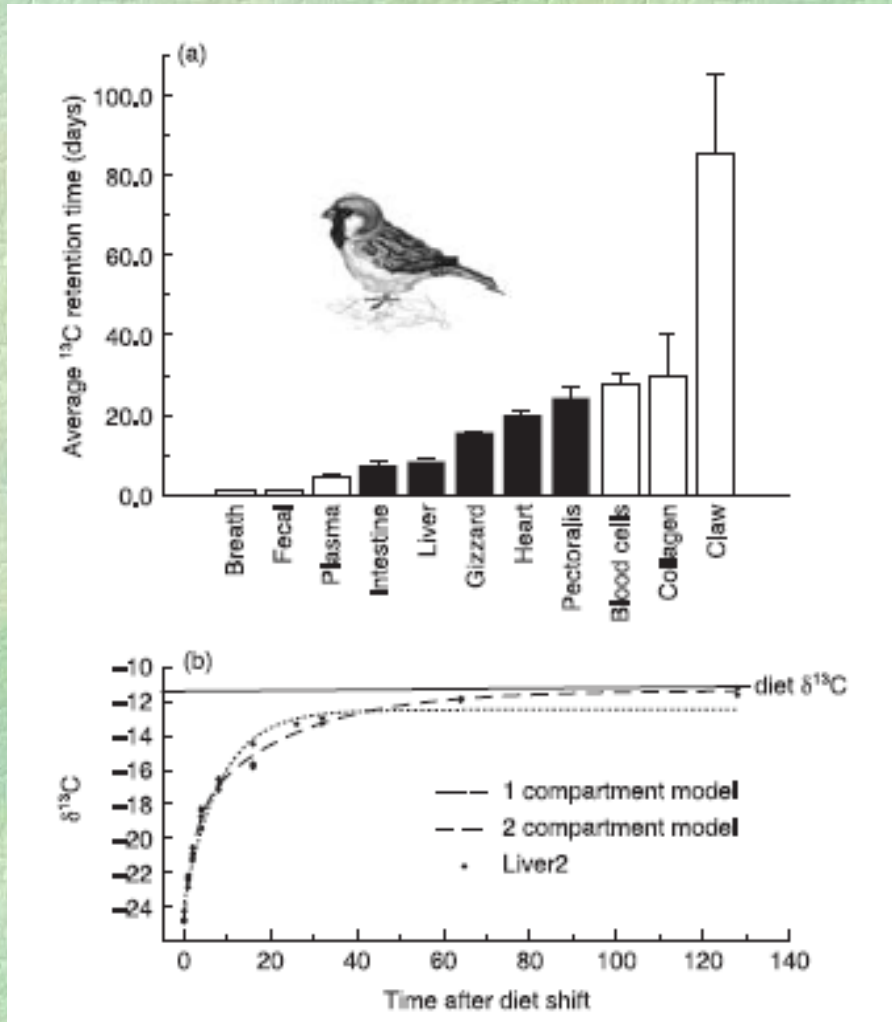 (a)
Average ¹³C retention time (days)
100.0
80.0
60.0
40.0
20.0
0.0
Breath
Fecal
Plasma
Intestine
Liver
Gizzard
Heart
Pectoralis
Blood cells
Collagen
Claw
(b)
δ¹³C
–10
–12
–14
–16
–18
–20
–22
–24
diet δ¹³C
1 compartment model
2 compartment model
Liver2
0 20 40 60 80 100 120 140
Time after diet shift